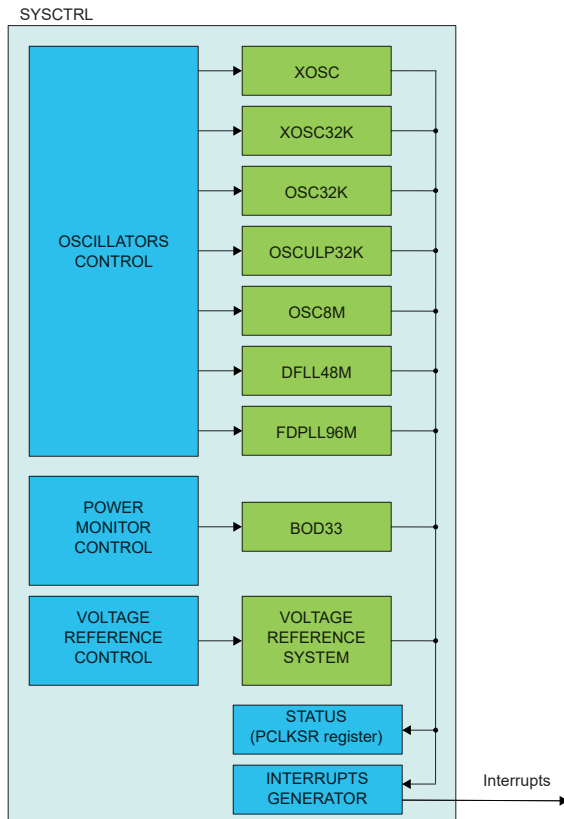 SYSCTRL
XOSC
XOSC32K
OSC32K
OSCILLATORS
CONTROL
OSCULP32K
OSC8M
DFLL48M
FDPLL96M
POWER
MONITOR
CONTROL
BOD33
VOLTAGE
REFERENCE
CONTROL
VOLTAGE
REFERENCE
SYSTEM
STATUS
(PCLKSR register)
INTERRUPTS
GENERATOR
Interrupts